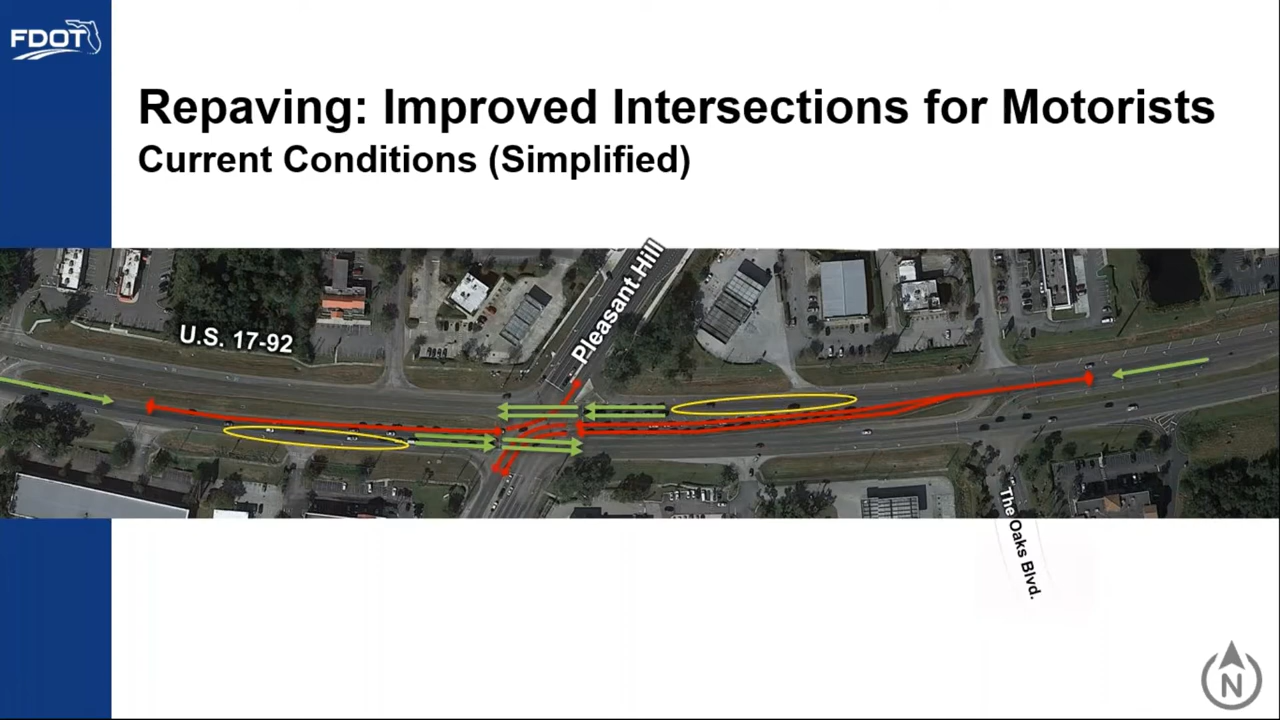 FDOT
Repaving: Improved Intersections for Motorists
Current Conditions (Simplified)
Pleasant Hill
U.S. 17-92
The Oaks Blvd.
N